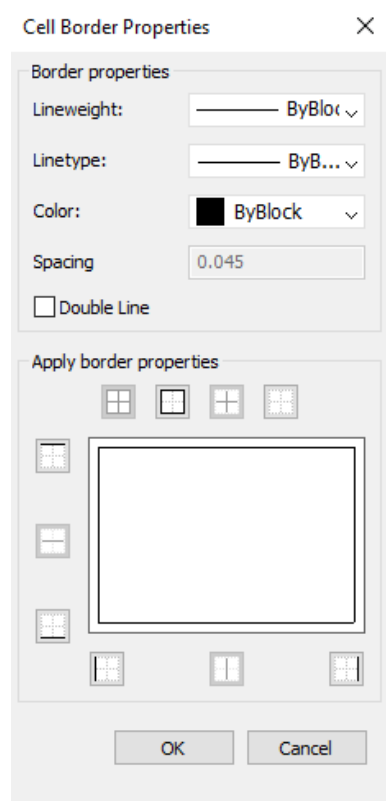 Cell Border Properties
Border properties
Lineweight:
ByBloc
Linetype:
ByB...
Color:
ByBlock
Spacing
0.045
Double Line
Apply border properties
OK
Cancel